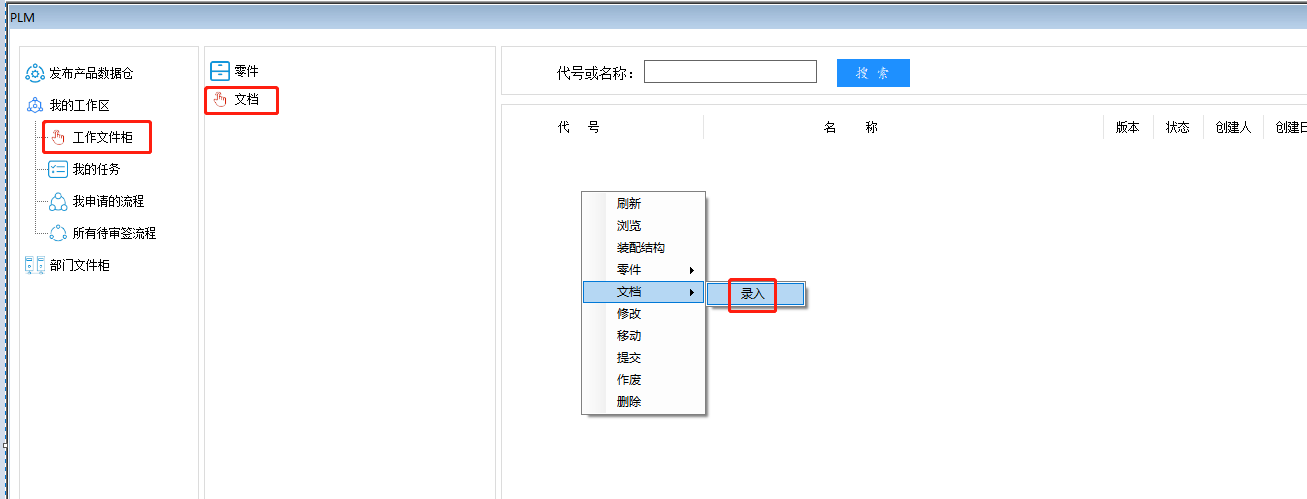 PLM
发布产品数据仓
我的工作区
工作文件柜
我的任务
我申请的流程
所有待审签流程
部门文件柜
零件
文档
代号或名称：
搜 索
代 号
名 称
版本
状态
创建人
创建日
刷新
浏览
装配结构
零件
文档
录入
修改
移动
提交
作废
删除